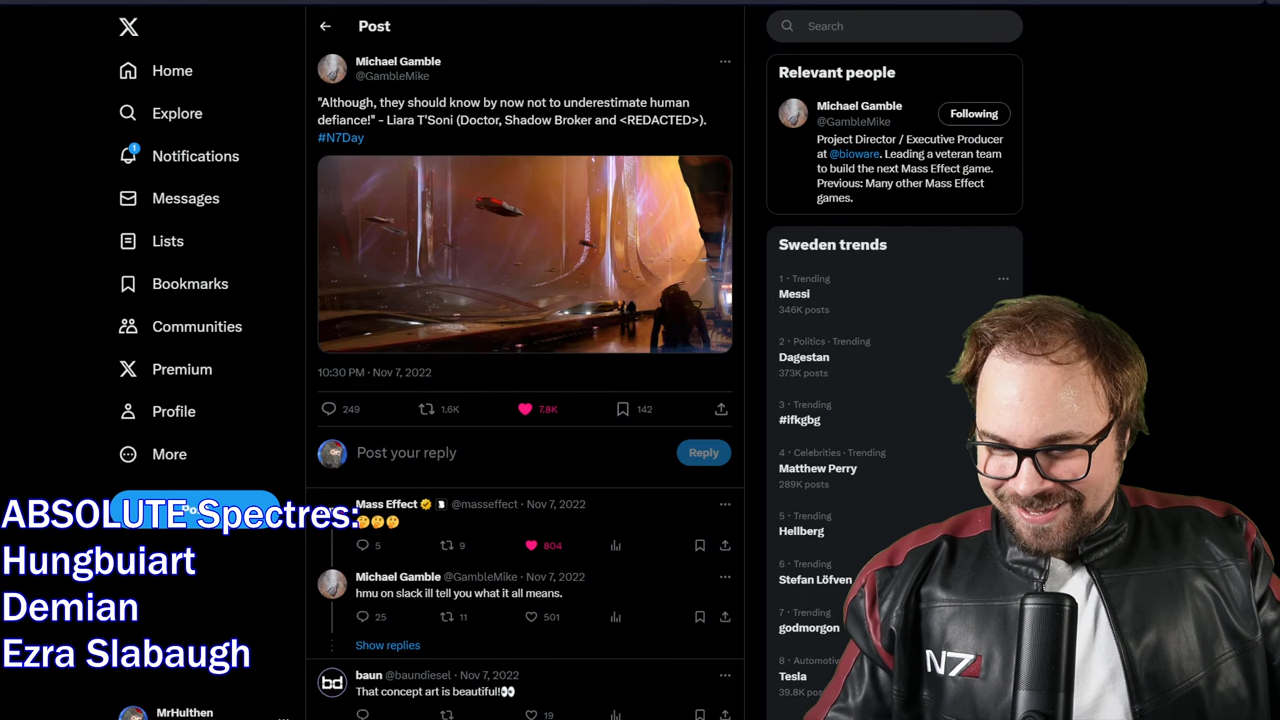 Home
Explore
1
Notifications
Messages
Lists
Bookmarks
Communities
Premium
Profile
More
ABSOLUTE Spectres:
Hungbuiart
Demian
Ezra Slabaugh
MrHulthen
Post
Michael Gamble
@GambleMike
"Although, they should know by now not to underestimate human
defiance!" - Liara T'Soni (Doctor, Shadow Broker and <REDACTED>).
#N7Day
10:30 PM · Nov 7, 2022
249 1.6K 7.8K 142
Post your reply
Reply
Mass Effect @masseffect · Nov 7, 2022
🤔🤔🤔
5 9 804
Michael Gamble @GambleMike · Nov 7, 2022
hmu on slack ill tell you what it all means.
25 11 501
Show replies
bd
baun @baundiesel · Nov 7, 2022
That concept art is beautiful!👀
19
Search
Relevant people
Michael Gamble
@GambleMike
Following
Project Director / Executive Producer
at @bioware. Leading a veteran team
to build the next Mass Effect game.
Previous: Many other Mass Effect
games.
Sweden trends
1 · Trending
Messi
346K posts
2 · Politics · Trending
Dagestan
373K posts
3 · Trending
#ifkgbg
4 · Celebrities · Trending
Matthew Perry
289K posts
5 · Trending
Hellberg
6 · Trending
Stefan Löfven
7 · Trending
godmorgon
8 · Automotiv
Tesla
39.8K pos
N7